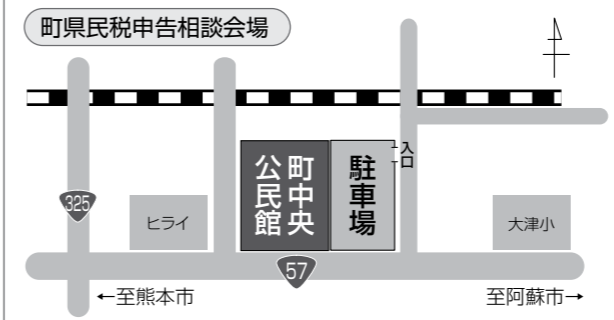 町県民税申告相談会場
入口
町中央
公民館
駐車場
325
ヒライ
大津小
57
←至熊本市
至阿蘇市→